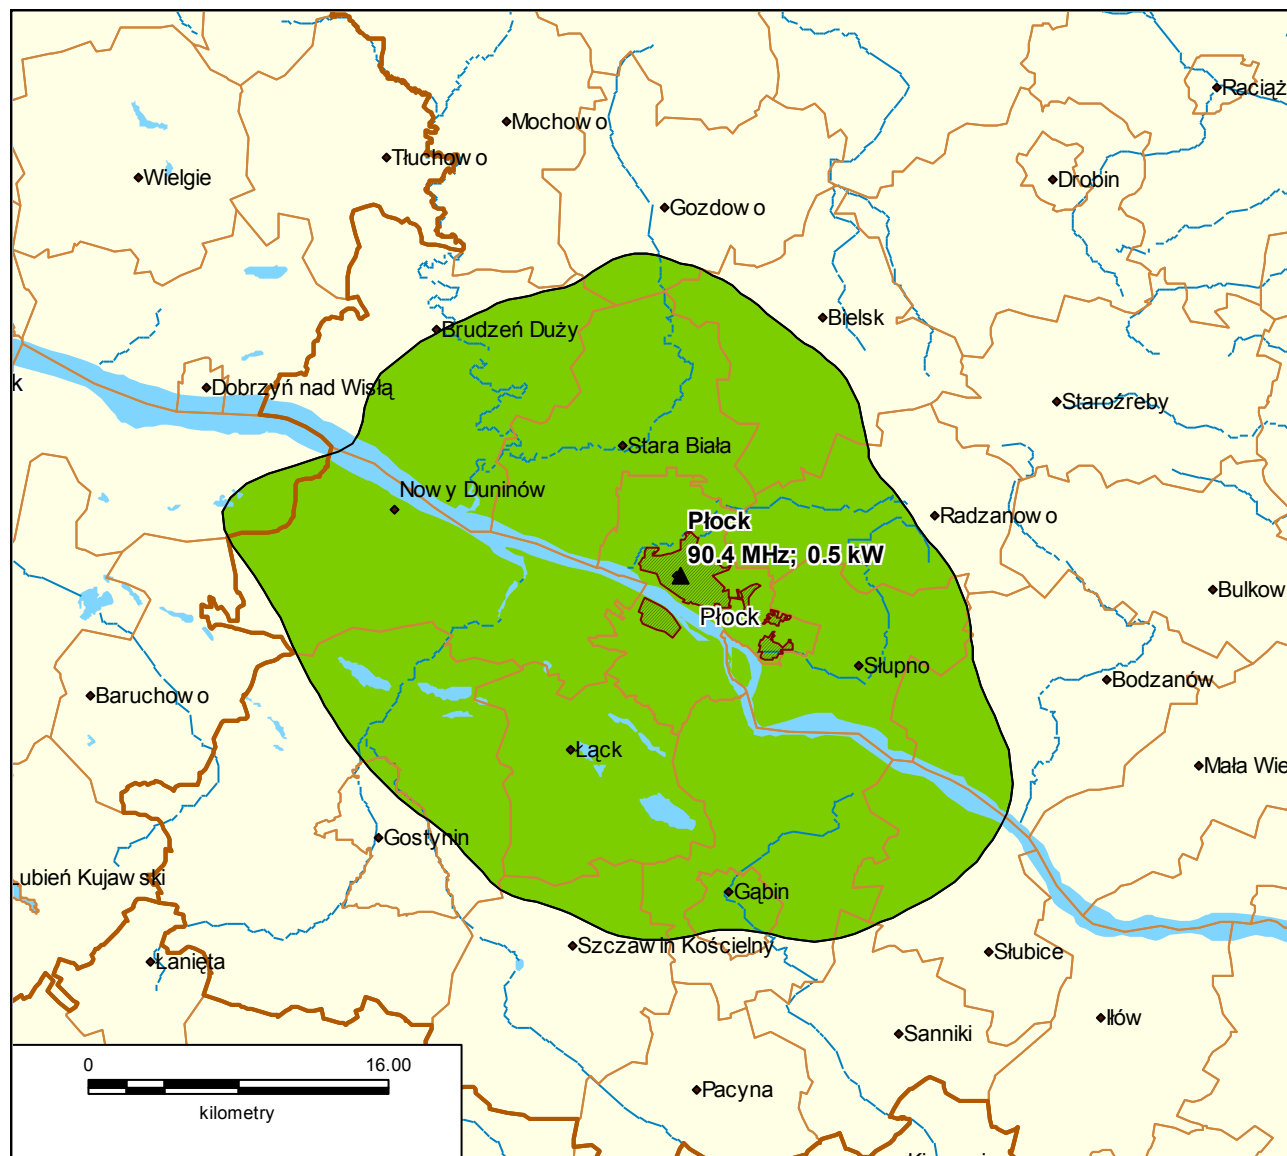 Raciąż
Mochowo
Tłuchowo
Wielgie
Drobin
Gozdowo
Bielsk
Brudzeń Duży
k
Dobrzyń nad Wisłą
Staroźreby
Stara Biała
Nowy Duninów
Radzanowo
Płock
90.4 MHz; 0.5 kW
Bulkow
Płock
Słupno
Bodzanów
Baruchowo
Łąck
Mała Wie
Gostynin
Lubień Kujawski
Gąbin
Szczawin Kościelny
Słubice
Łanięta
Iłów
Sanniki
0 16.00
kilometry
Pacyna